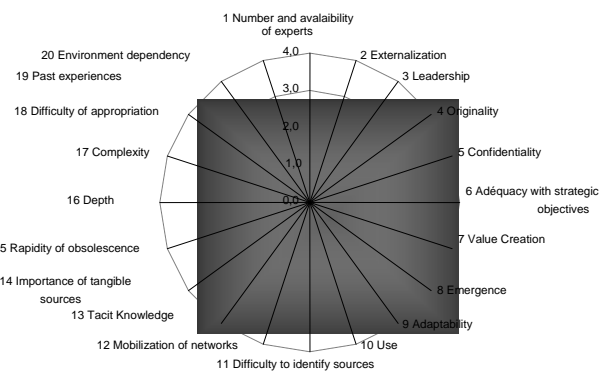 1 Number and avalaibility
of experts
20 Environment dependency
4,0
2 Externalization
19 Past experiences
3 Leadership
3,0
18 Difficulty of appropriation
4 Originality
2,0
17 Complexity
5 Confidentiality
1,0
16 Depth
0,0
6 Adéquacy with strategic
objectives
5 Rapidity of obsolescence
7 Value Creation
14 Importance of tangible
sources
8 Emergence
13 Tacit Knowledge
9 Adaptability
12 Mobilization of networks
10 Use
11 Difficulty to identify sources